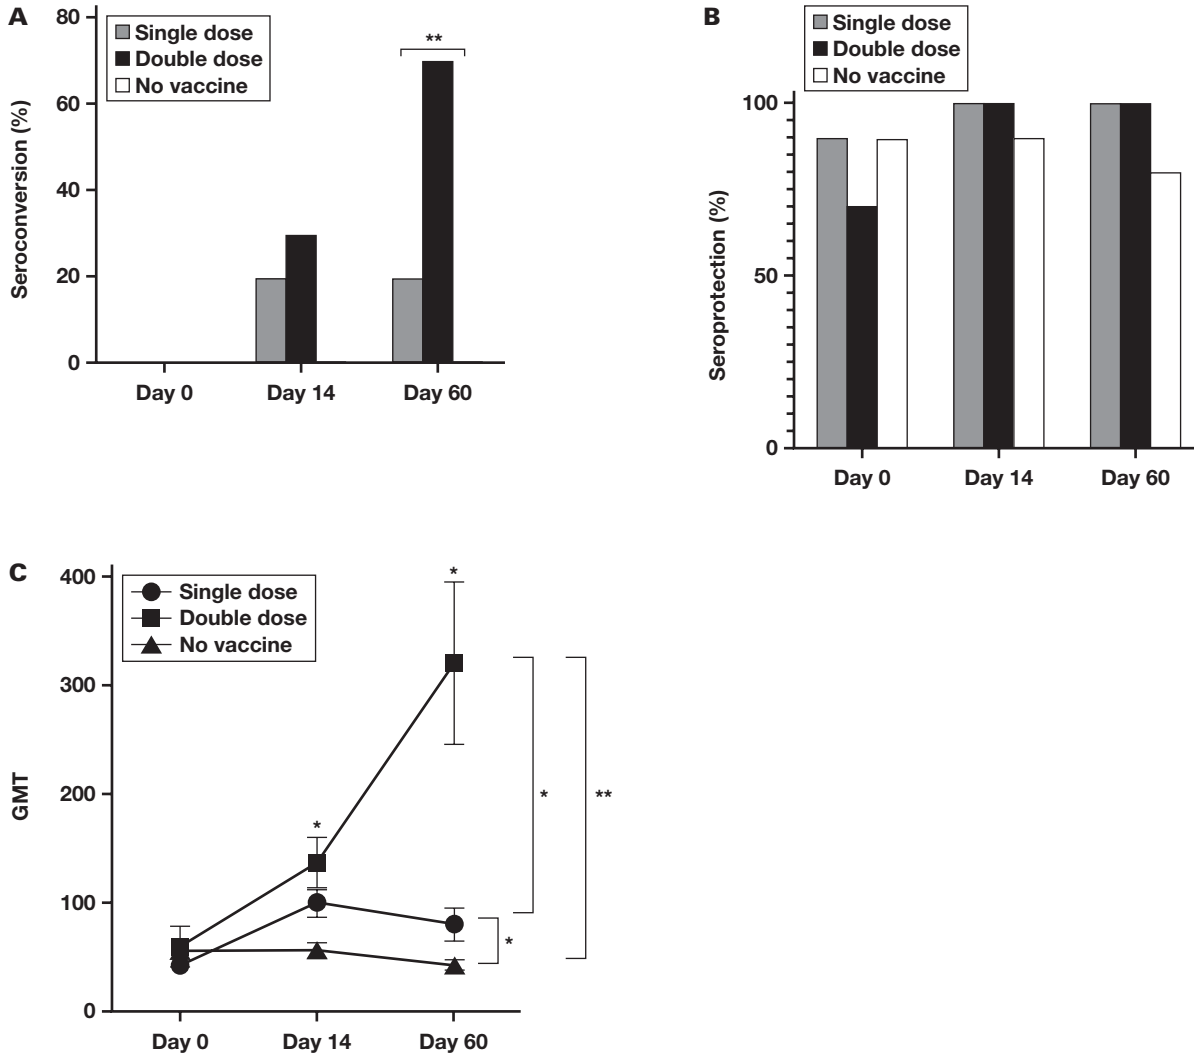 A
Single dose
Double dose
No vaccine
**
80
60
40
20
0
Seroconversion (%)
Day 0 Day 14 Day 60
B
Single dose
Double dose
No vaccine
100
50
0
Seroprotection (%)
Day 0 Day 14 Day 60
C
Single dose
Double dose
No vaccine
400
300
200
100
0
GMT
*
*
*
**
*
Day 0 Day 14 Day 60